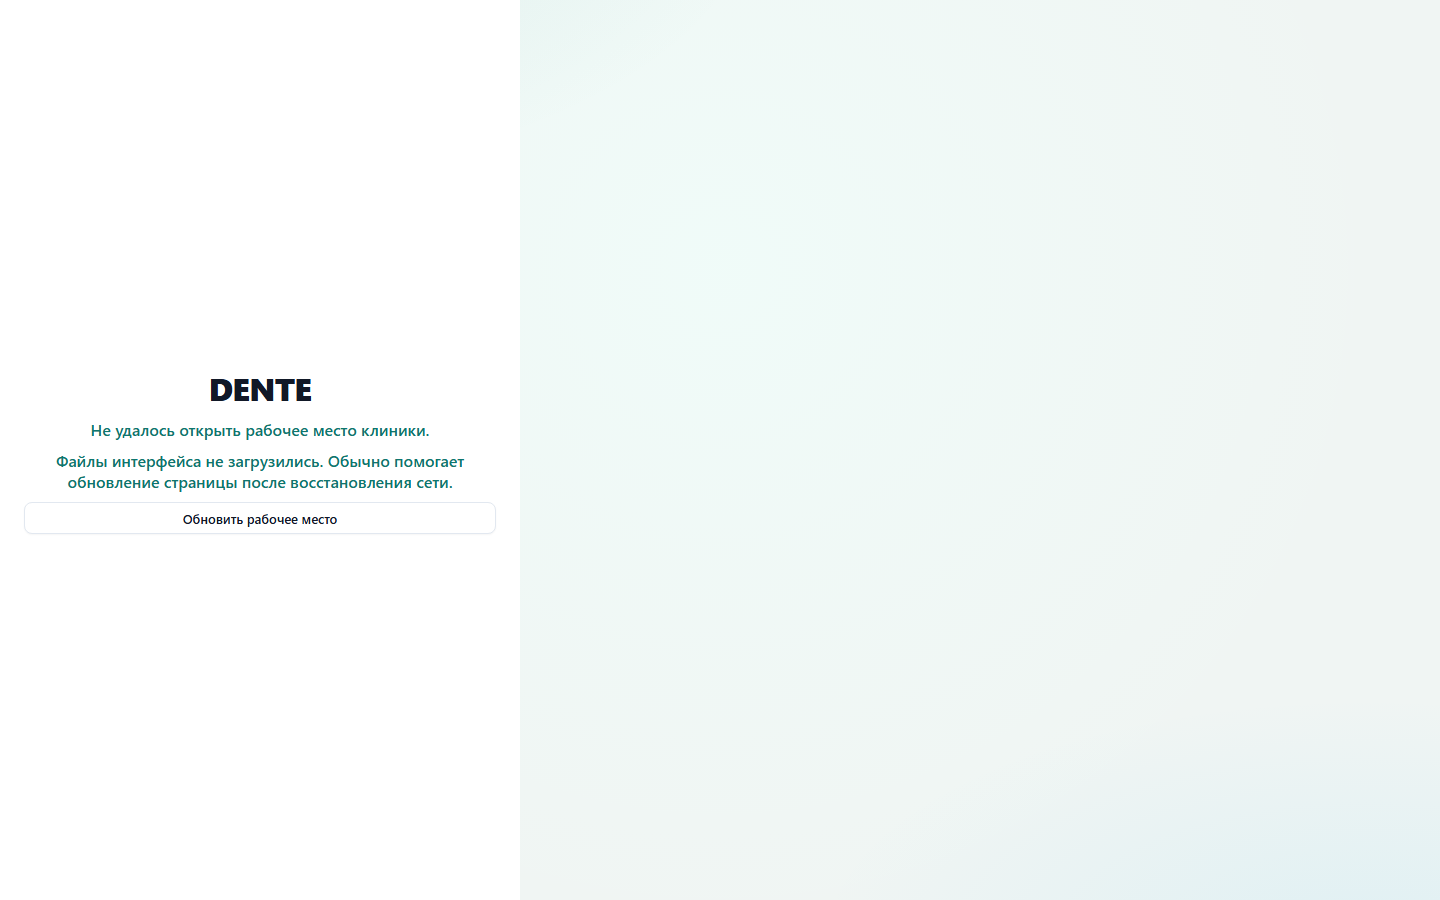 DENTE
Не удалось открыть рабочее место клиники.
Файлы интерфейса не загрузились. Обычно помогает
обновление страницы после восстановления сети.
Обновить рабочее место